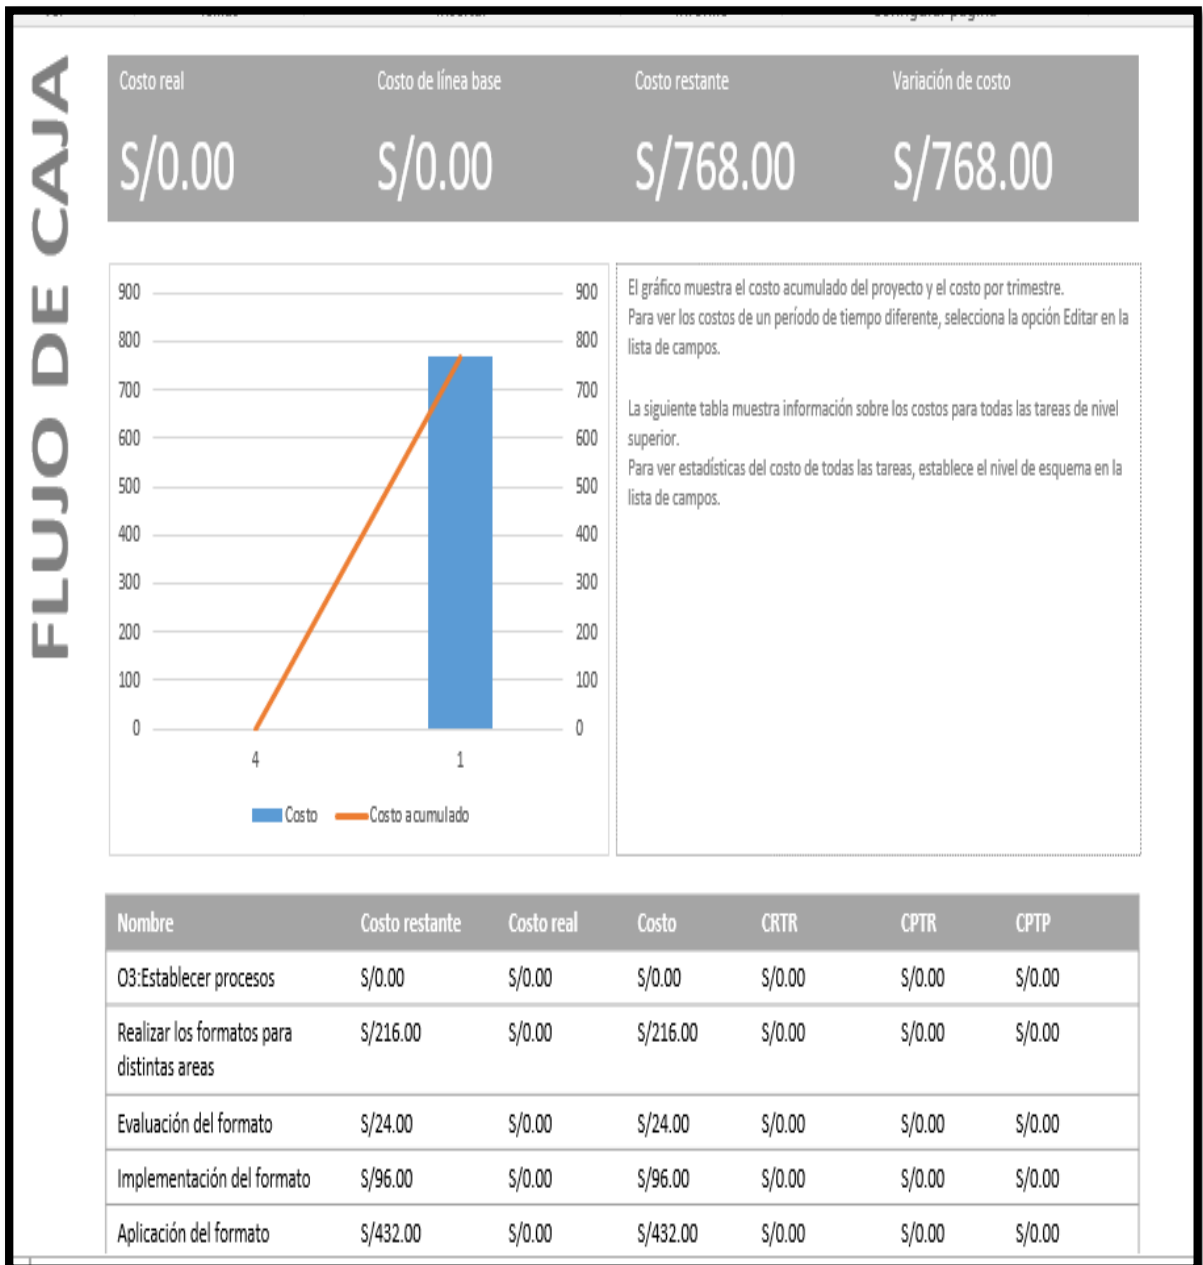 FLUJO DE CAJA
Costo real Costo de línea base Costo restante Variación de costo
S/0.00 S/0.00 S/768.00 S/768.00
900 900
800 800
700 700
600 600
500 500
400 400
300 300
200 200
100 100
0 0
4 1
Costo Costo acumulado
El gráfico muestra el costo acumulado del proyecto y el costo por trimestre.
Para ver los costos de un período de tiempo diferente, selecciona la opción Editar en la
lista de campos.
La siguiente tabla muestra información sobre los costos para todas las tareas de nivel
superior.
Para ver estadísticas del costo de todas las tareas, establece el nivel de esquema en la
lista de campos.
Nombre Costo restante Costo real Costo CRTR CPTR CPTP
O3:Establecer procesos S/0.00 S/0.00 S/0.00 S/0.00 S/0.00 S/0.00
Realizar los formatos para S/216.00 S/0.00 S/216.00 S/0.00 S/0.00 S/0.00
distintas areas
Evaluación del formato S/24.00 S/0.00 S/24.00 S/0.00 S/0.00 S/0.00
Implementación del formato S/96.00 S/0.00 S/96.00 S/0.00 S/0.00 S/0.00
Aplicación del formato S/432.00 S/0.00 S/432.00 S/0.00 S/0.00 S/0.00